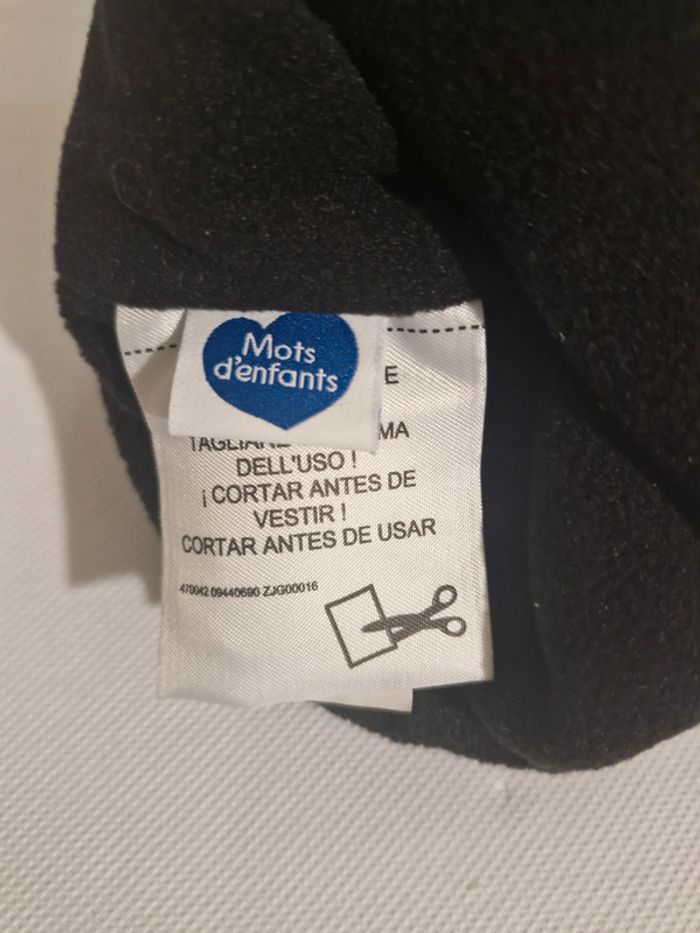 Mots
d'enfants
E
MA
DELL'USO !
¡ CORTAR ANTES DE
VESTIR !
CORTAR ANTES DE USAR
470042 09440690 ZJG00016